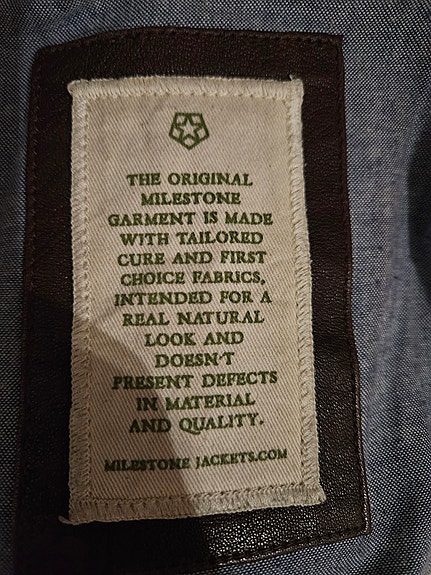 THE ORIGINAL
MILESTONE
GARMENT IS MADE
WITH TAILORED
CURE AND FIRST
CHOICE FABRICS,
INTENDED FOR A
REAL NATURAL
LOOK AND
DOESN'T
PRESENT DEFECTS
IN MATERIAL
AND QUALITY.
MILESTONE JACKETS.COM